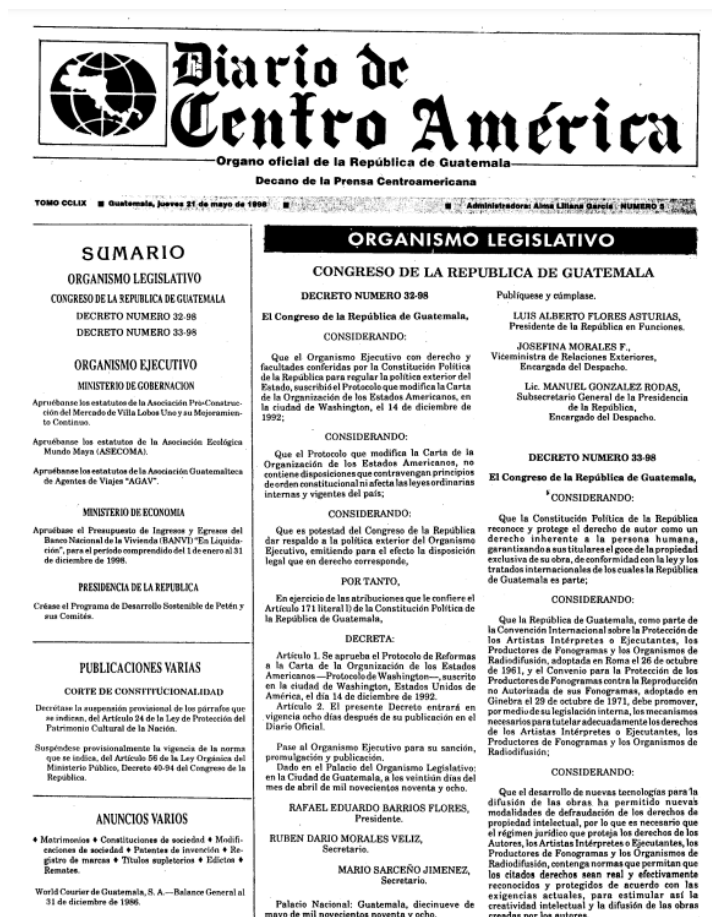 Diario de
Centro América
Organo oficial de la República de Guatemala
Decano de la Prensa Centroamericana
TOMO CCLIX ■ Guatemala, jueves 21 de mayo de 1998 ■ ■ Administradora: Alma Liliana García NUMERO 5
SUMARIO
ORGANISMO LEGISLATIVO
CONGRESO DE LA REPUBLICA DE GUATEMALA
DECRETO NUMERO 32-98
DECRETO NUMERO 33-98
ORGANISMO EJECUTIVO
MINISTERIO DE GOBERNACION
Apruébanse los estatutos de la Asociación Pro-Construc-
ción del Mercado de Villa Lobos Uno y su Mejoramien-
to Continuo.
Apruébanse los estatutos de la Asociación Ecológica
Mundo Maya (ASECOMA).
Apruébanse los estatutos de la Asociación Guatemalteca
de Agentes de Viajes "AGAV".
MINISTERIO DE ECONOMIA
Apruébase el Presupuesto de Ingresos y Egresos del
Banco Nacional de la Vivienda (BANVI) "En Liquida-
ción", para el período comprendido del 1 de enero al 31
de diciembre de 1998.
PRESIDENCIA DE LA REPUBLICA
Créase el Programa de Desarrollo Sostenible de Petén y
sus Comités.
PUBLICACIONES VARIAS
CORTE DE CONSTITUCIONALIDAD
Decrétase la suspensión provisional de los párrafos que
se indican, del Artículo 24 de la Ley de Protección del
Patrimonio Cultural de la Nación.
Suspéndese provisionalmente la vigencia de la norma
que se indica, del Artículo 56 de la Ley Orgánica del
Ministerio Público, Decreto 40-94 del Congreso de la
República.
ANUNCIOS VARIOS
♦ Matrimonios ♦ Constituciones de sociedad ♦ Modifi-
caciones de sociedad ♦ Patentes de invención ♦ Re-
gistro de marcas ♦ Títulos supletorios ♦ Edictos ♦
Remates.
World Courier de Guatemala, S. A.—Balance General al
31 de diciembre de 1986.
ORGANISMO LEGISLATIVO
CONGRESO DE LA REPUBLICA DE GUATEMALA
DECRETO NUMERO 32-98
El Congreso de la República de Guatemala,
CONSIDERANDO:
Que el Organismo Ejecutivo con derecho y
facultades conferidas por la Constitución Política
de la República para regular la política exterior del
Estado, suscribió el Protocolo que modifica la Carta
de la Organización de los Estados Americanos, en
la ciudad de Washington, el 14 de diciembre de
1992;
CONSIDERANDO:
Que el Protocolo que modifica la Carta de la
Organización de los Estados Americanos, no
contiene disposiciones que contravengan principios
de orden constitucional ni afecta las leyes ordinarias
internas y vigentes del país;
CONSIDERANDO:
Que es potestad del Congreso de la República
dar respaldo a la política exterior del Organismo
Ejecutivo, emitiendo para el efecto la disposición
legal que en derecho corresponde,
POR TANTO,
En ejercicio de las atribuciones que le confiere el
Artículo 171 literal l) de la Constitución Política de
la República de Guatemala,
DECRETA:
Artículo 1. Se aprueba el Protocolo de Reformas
a la Carta de la Organización de los Estados
Americanos —Protocolo de Washington—, suscrito
en la ciudad de Washington, Estados Unidos de
América, el día 14 de diciembre de 1992.
Artículo 2. El presente Decreto entrará en
vigencia ocho días después de su publicación en el
Diario Oficial.
Pase al Organismo Ejecutivo para su sanción,
promulgación y publicación.
Dado en el Palacio del Organismo Legislativo:
en la Ciudad de Guatemala, a los veintiún días del
mes de abril de mil novecientos noventa y ocho.
RAFAEL EDUARDO BARRIOS FLORES,
Presidente.
RUBEN DARIO MORALES VELIZ,
Secretario.
MARIO SARCEÑO JIMENEZ,
Secretario.
Palacio Nacional: Guatemala, diecinueve de
mayo de mil novecientos noventa y ocho.
Publíquese y cúmplase.
LUIS ALBERTO FLORES ASTURIAS,
Presidente de la República en Funciones.
JOSEFINA MORALES F.,
Viceministra de Relaciones Exteriores,
Encargada del Despacho.
Lic. MANUEL GONZALEZ RODAS,
Subsecretario General de la Presidencia
de la República,
Encargado del Despacho.
DECRETO NUMERO 33-98
El Congreso de la República de Guatemala,
CONSIDERANDO:
Que la Constitución Política de la República
reconoce y protege el derecho de autor como un
derecho inherente a la persona humana,
garantizando a sus titulares el goce de la propiedad
exclusiva de su obra, de conformidad con la ley y los
tratados internacionales de los cuales la República
de Guatemala es parte;
CONSIDERANDO:
Que la República de Guatemala, como parte de
la Convención Internacional sobre la Protección de
los Artistas Intérpretes o Ejecutantes, los
Productores de Fonogramas y los Organismos de
Radiodifusión, adoptada en Roma el 26 de octubre
de 1961, y el Convenio para la Protección de los
Productores de Fonogramas contra la Reproducción
no Autorizada de sus Fonogramas, adoptado en
Ginebra el 29 de octubre de 1971, debe promover,
por medio de su legislación interna, los mecanismos
necesarios para tutelar adecuadamente los derechos
de los Artistas Intérpretes o Ejecutantes, los
Productores de Fonogramas y los Organismos de
Radiodifusión;
CONSIDERANDO:
Que el desarrollo de nuevas tecnologías para la
difusión de las obras ha permitido nuevas
modalidades de defraudación de los derechos de
propiedad intelectual, por lo que es necesario que
el régimen jurídico que proteja los derechos de los
Autores, los Artistas Intérpretes o Ejecutantes, los
Productores de Fonogramas y los Organismos de
Radiodifusión, contenga normas que permitan que
los citados derechos sean real y efectivamente
reconocidos y protegidos de acuerdo con las
exigencias actuales, para estimular así la
creatividad intelectual y la difusión de las obras
creadas por los autores.